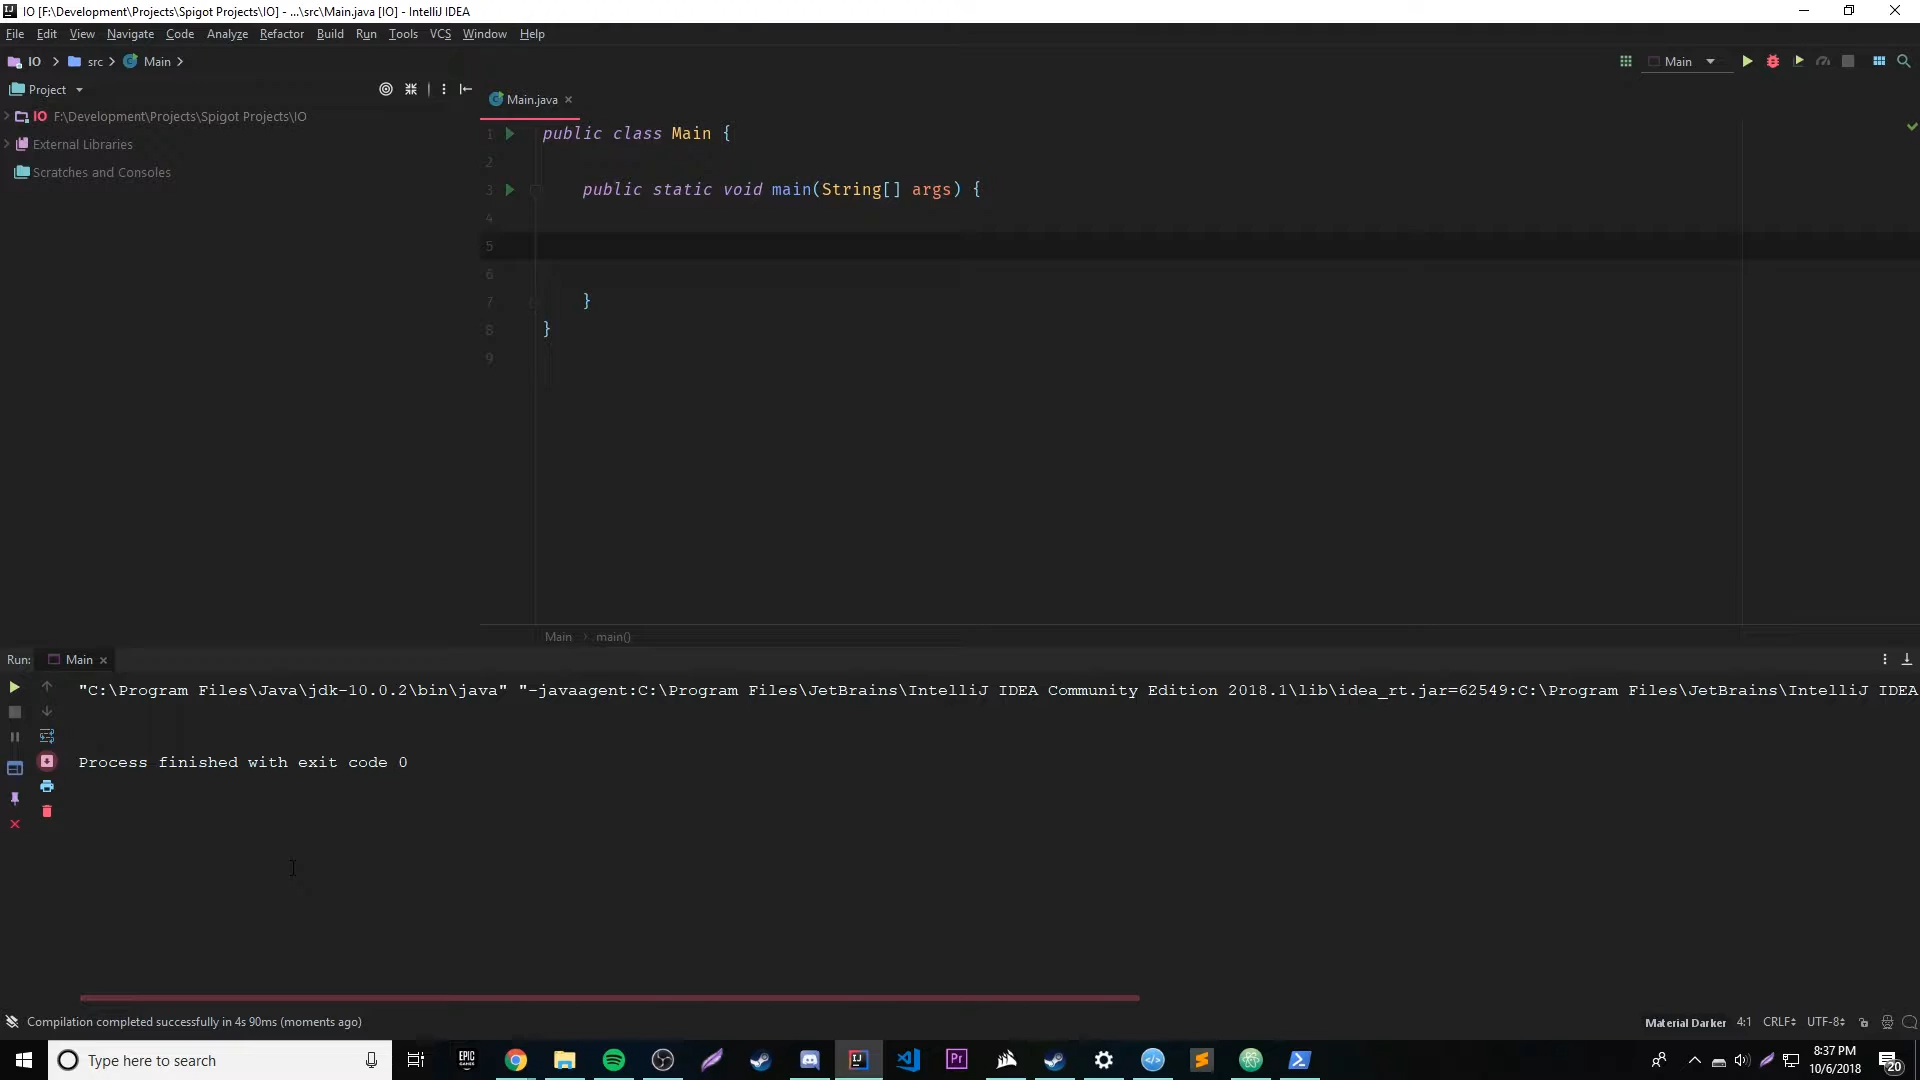 IO [F:\Development\Projects\Spigot Projects\IO] - ...\src\Main.java [IO] - IntelliJ IDEA
File Edit View Navigate Code Analyze Refactor Build Run Tools VCS Window Help
IO src Main
Main
Project
Main.java
IO F:\Development\Projects\Spigot Projects\IO
External Libraries
Scratches and Consoles
1 public class Main {
2
3 public static void main(String[] args) {
4
5
6
7 }
8 }
9
Main main()
Run: Main
"C:\Program Files\Java\jdk-10.0.2\bin\java" "-javaagent:C:\Program Files\JetBrains\IntelliJ IDEA Community Edition 2018.1\lib\idea_rt.jar=62549:C:\Program Files\JetBrains\IntelliJ IDEA
Process finished with exit code 0
Compilation completed successfully in 4s 90ms (moments ago)
Material Darker 4:1 CRLF UTF-8
Type here to search
EPIC GAMES
IJ
Pr
8:37 PM
10/6/2018
20